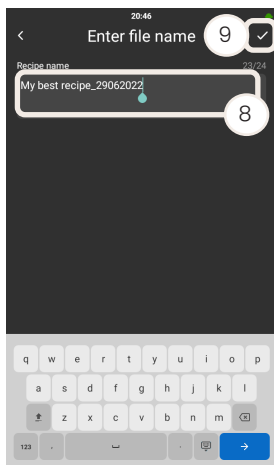 20:46
Enter file name
9
Recipe name 23/24
My best recipe_29062022
8
q w e r t y u i o p
a s d f g h j k l
z x c v b n m
123 , .